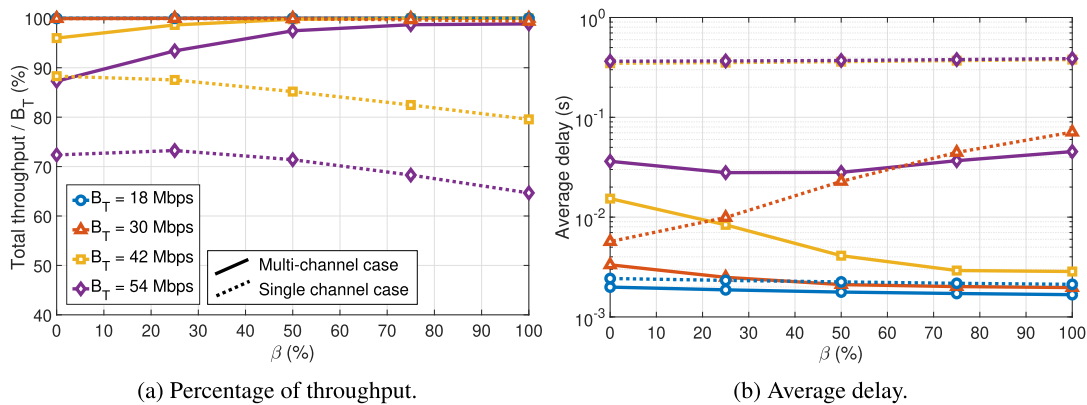 100
90
80
70
60
50
40
0 10 20 30 40 50 60 70 80 90 100
Total throughput / B_T (%)
β (%)
B_T = 18 Mbps
B_T = 30 Mbps
B_T = 42 Mbps
B_T = 54 Mbps
Multi-channel case
Single channel case
(a) Percentage of throughput.
10^0
10^-1
10^-2
10^-3
0 10 20 30 40 50 60 70 80 90 100
Average delay (s)
β (%)
(b) Average delay.